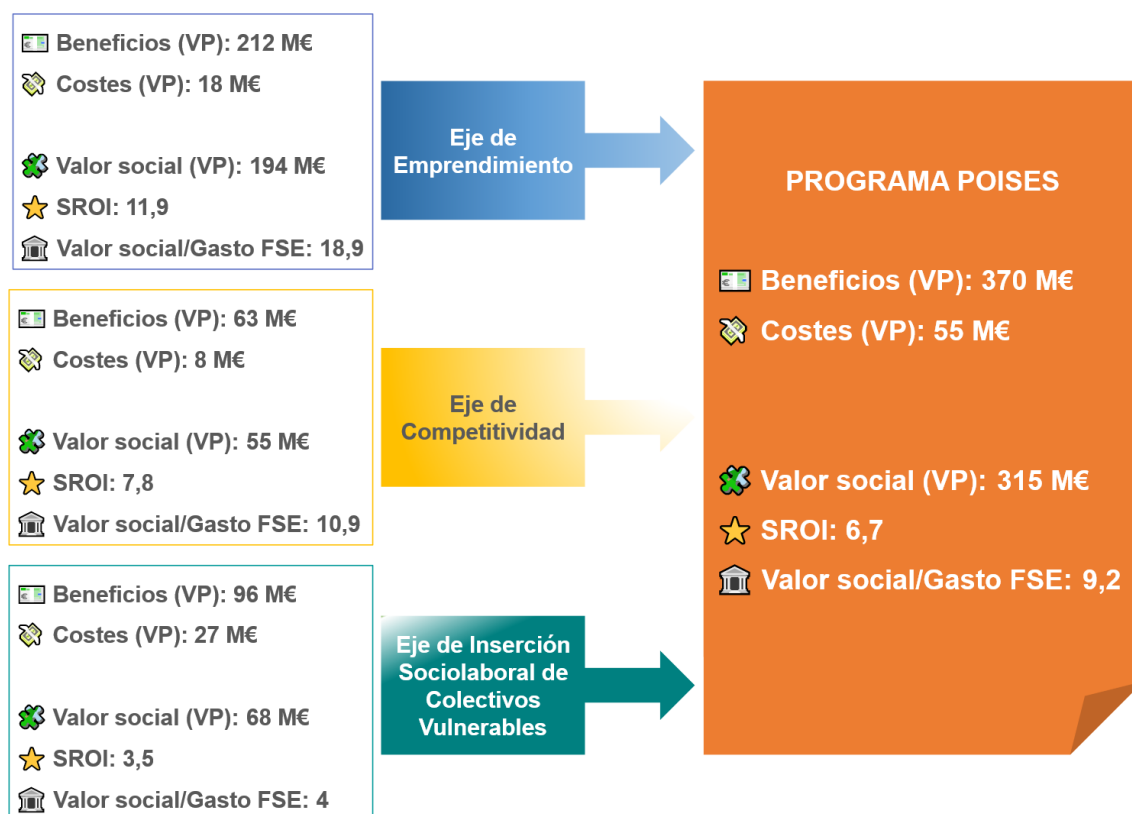 Beneficios (VP): 212 M€
Costes (VP): 18 M€
Valor social (VP): 194 M€
SROI: 11,9
Valor social/Gasto FSE: 18,9
Eje de
Emprendimiento
Beneficios (VP): 63 M€
Costes (VP): 8 M€
Valor social (VP): 55 M€
SROI: 7,8
Valor social/Gasto FSE: 10,9
Eje de
Competitividad
Beneficios (VP): 96 M€
Costes (VP): 27 M€
Valor social (VP): 68 M€
SROI: 3,5
Valor social/Gasto FSE: 4
Eje de Inserción
Sociolaboral de
Colectivos
Vulnerables
PROGRAMA POISES
Beneficios (VP): 370 M€
Costes (VP): 55 M€
Valor social (VP): 315 M€
SROI: 6,7
Valor social/Gasto FSE: 9,2